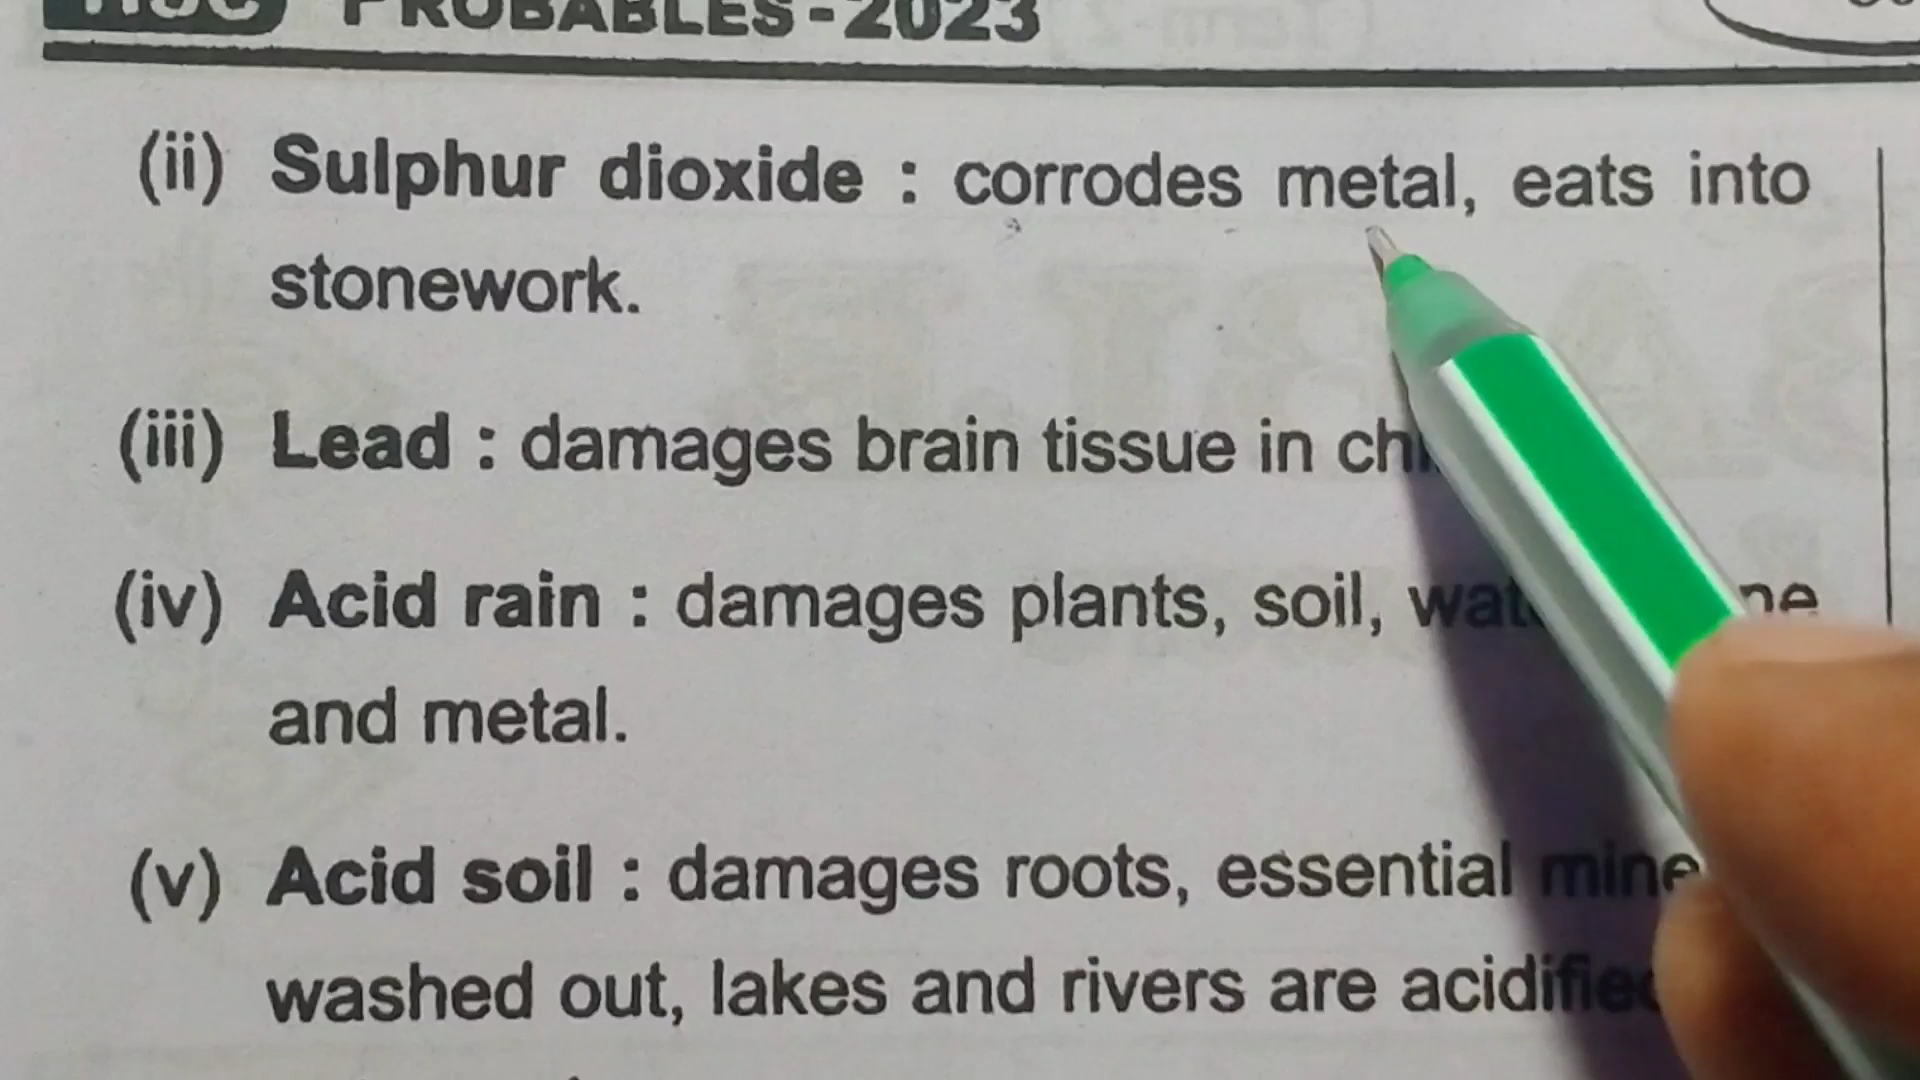 PROBABLES - 2023
(ii) Sulphur dioxide : corrodes metal, eats into
stonework.
(iii) Lead : damages brain tissue in
(iv) Acid rain : damages plants, soil,
and metal.
(v) Acid soil : damages roots, essential
washed out, lakes and rivers are acidified